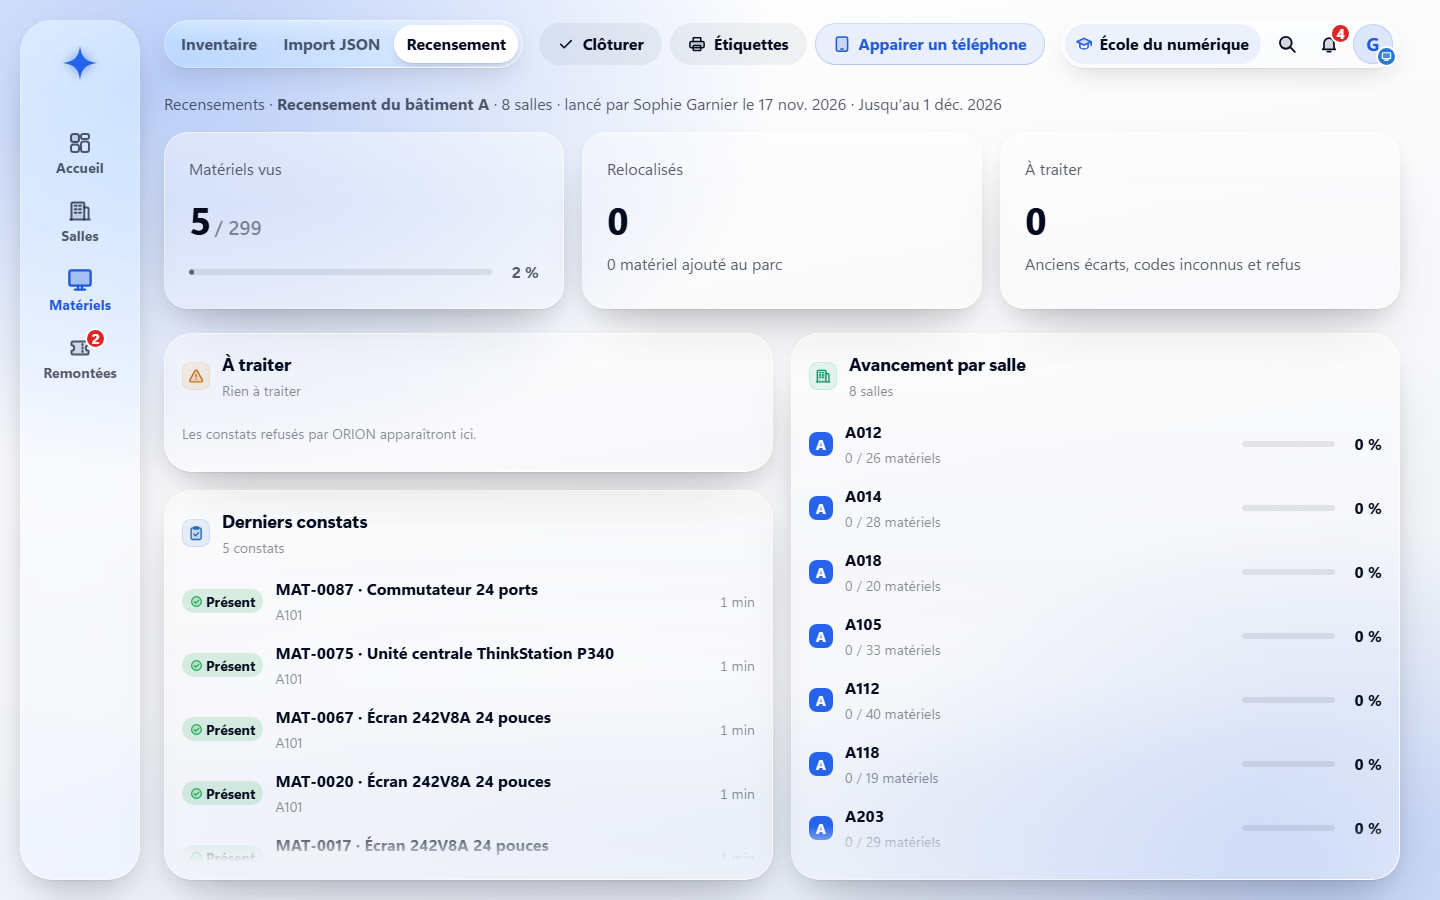 Inventaire
Import JSON
Recensement
Clôturer
Étiquettes
Appairer un téléphone
École du numérique
4
G
Accueil
Salles
Matériels
2
Remontées
Recensements · Recensement du bâtiment A · 8 salles · lancé par Sophie Garnier le 17 nov. 2026 · Jusqu’au 1 déc. 2026
Matériels vus
5 / 299
2 %
Relocalisés
0
0 matériel ajouté au parc
À traiter
0
Anciens écarts, codes inconnus et refus
À traiter
Rien à traiter
Les constats refusés par ORION apparaîtront ici.
Derniers constats
5 constats
Présent
MAT-0087 · Commutateur 24 ports
A101
1 min
Présent
MAT-0075 · Unité centrale ThinkStation P340
A101
1 min
Présent
MAT-0067 · Écran 242V8A 24 pouces
A101
1 min
Présent
MAT-0020 · Écran 242V8A 24 pouces
A101
1 min
Présent
MAT-0017 · Écran 242V8A 24 pouces
1 min
Avancement par salle
8 salles
A
A012
0 / 26 matériels
0 %
A
A014
0 / 28 matériels
0 %
A
A018
0 / 20 matériels
0 %
A
A105
0 / 33 matériels
0 %
A
A112
0 / 40 matériels
0 %
A
A118
0 / 19 matériels
0 %
A
A203
0 / 29 matériels
0 %